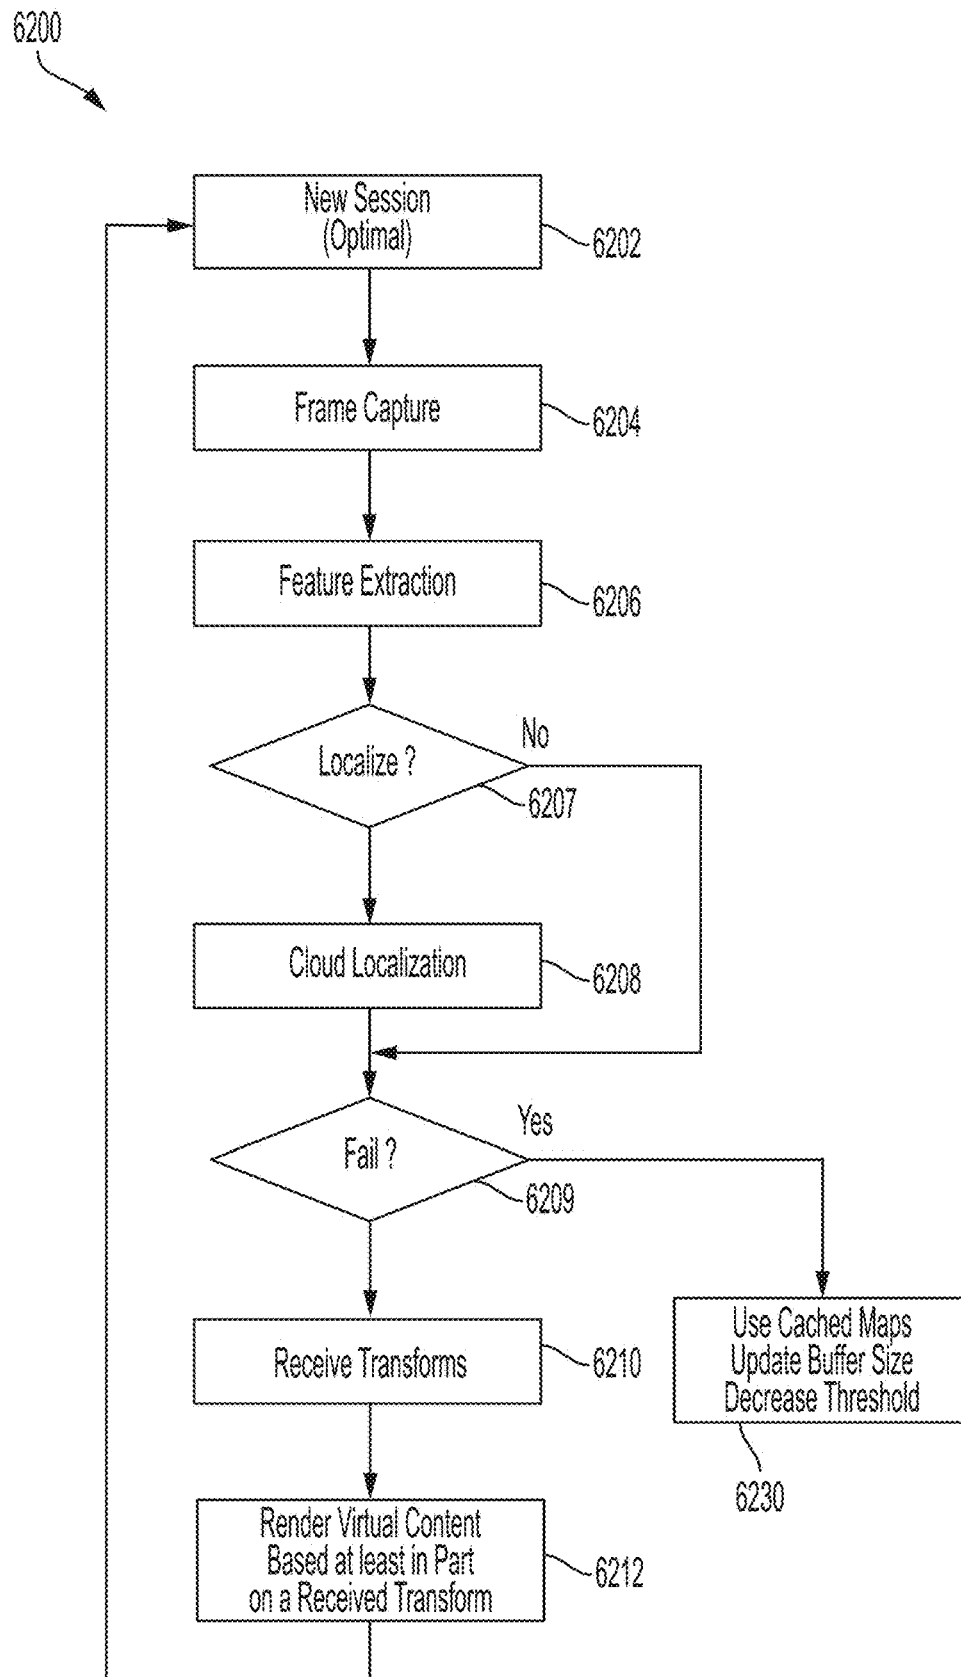 6200
New Session
(Optimal)
6202
Frame Capture
6204
Feature Extraction
6206
Localize ?
No
6207
Cloud Localization
6208
Fail ?
Yes
6209
Receive Transforms
6210
Use Cached Maps
Update Buffer Size
Decrease Threshold
6230
Render Virtual Content
Based at least in Part
on a Received Transform
6212